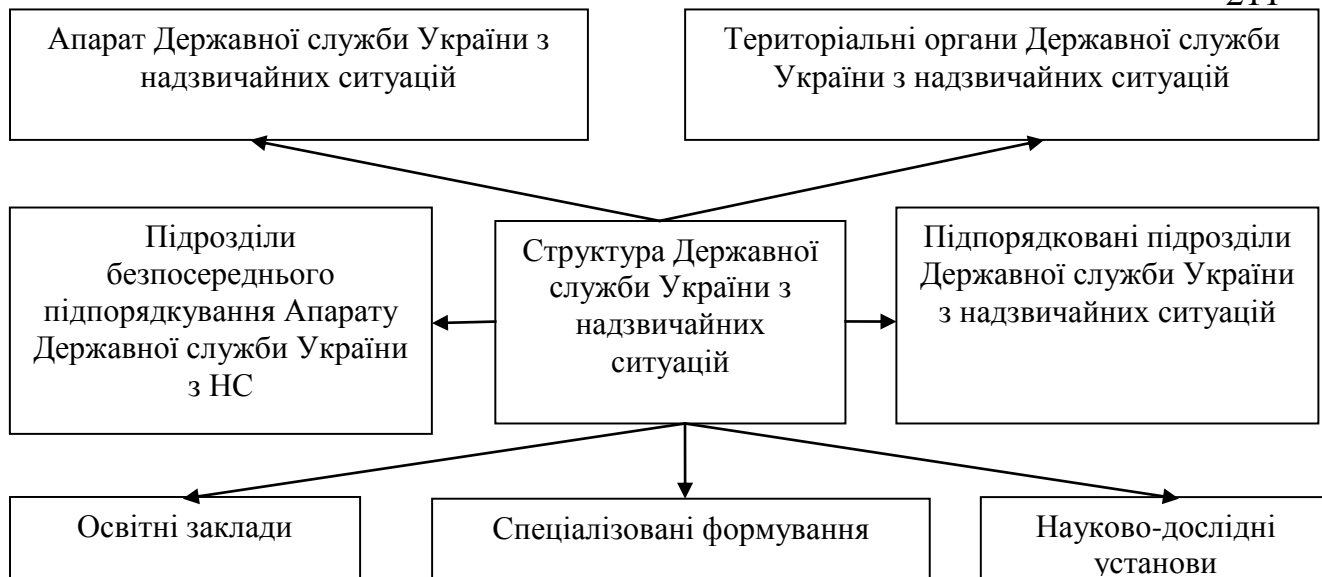 Апарат Державної служби України з
надзвичайних ситуацій
Територіальні органи Державної служби
України з надзвичайних ситуацій
Підрозділи
безпосереднього
підпорядкування Апарату
Державної служби України
з НС
Структура Державної
служби України з
надзвичайних
ситуацій
Підпорядковані підрозділи
Державної служби України
з надзвичайних ситуацій
Освітні заклади
Спеціалізовані формування
Науково-дослідні
установи